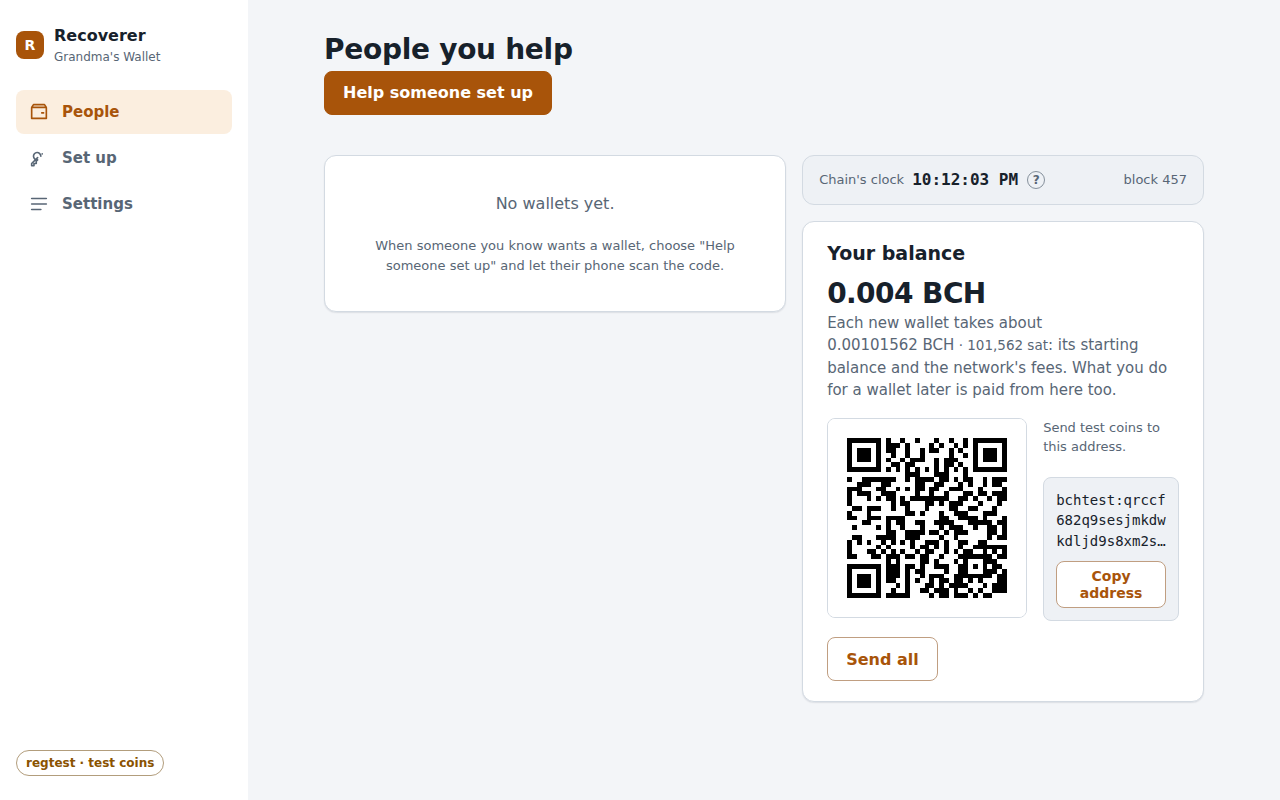 R
Recoverer
Grandma's Wallet
People
Set up
Settings
regtest · test coins
People you help
Help someone set up
No wallets yet.
When someone you know wants a wallet, choose "Help
someone set up" and let their phone scan the code.
Chain's clock 10:12:03 PM ? block 457
Your balance
0.004 BCH
Each new wallet takes about
0.00101562 BCH · 101,562 sat: its starting
balance and the network's fees. What you do
for a wallet later is paid from here too.
Send test coins to
this address.
bchtest:qrccf
682q9sesjmkdw
kdljd9s8xm2s…
Copy
address
Send all